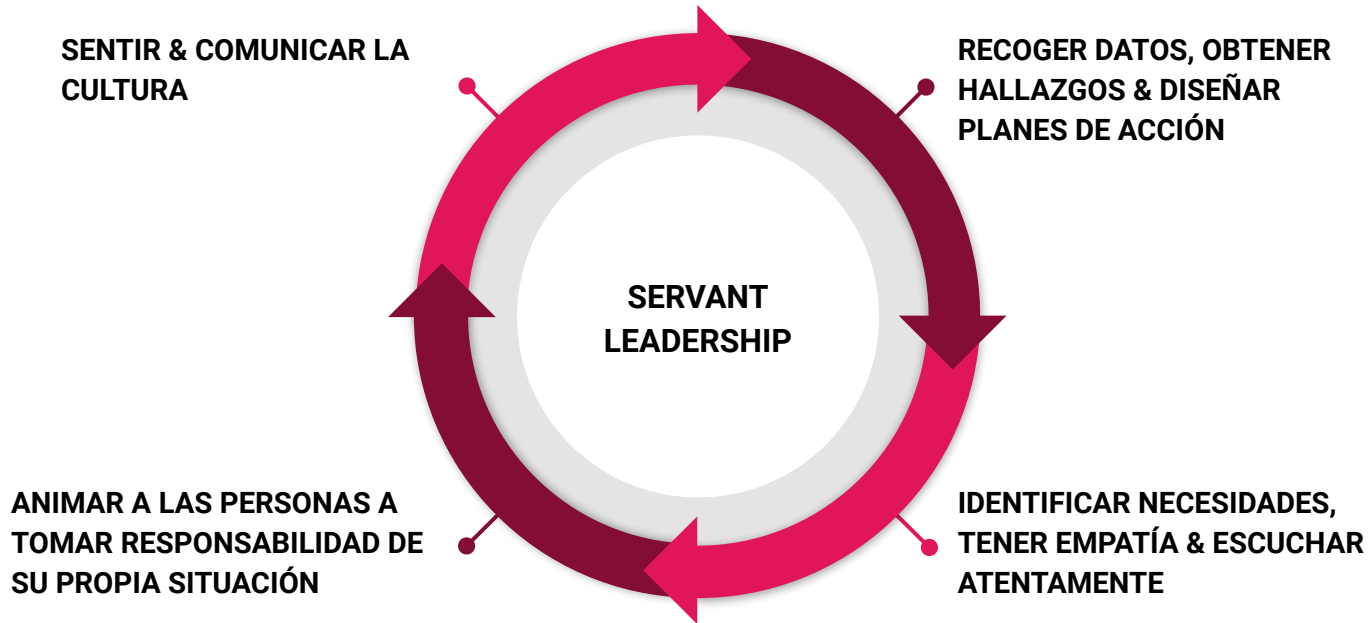 SENTIR & COMUNICAR LA
CULTURA
RECOGER DATOS, OBTENER
HALLAZGOS & DISEÑAR
PLANES DE ACCIÓN
SERVANT
LEADERSHIP
ANIMAR A LAS PERSONAS A
TOMAR RESPONSABILIDAD DE
SU PROPIA SITUACIÓN
IDENTIFICAR NECESIDADES,
TENER EMPATÍA & ESCUCHAR
ATENTAMENTE